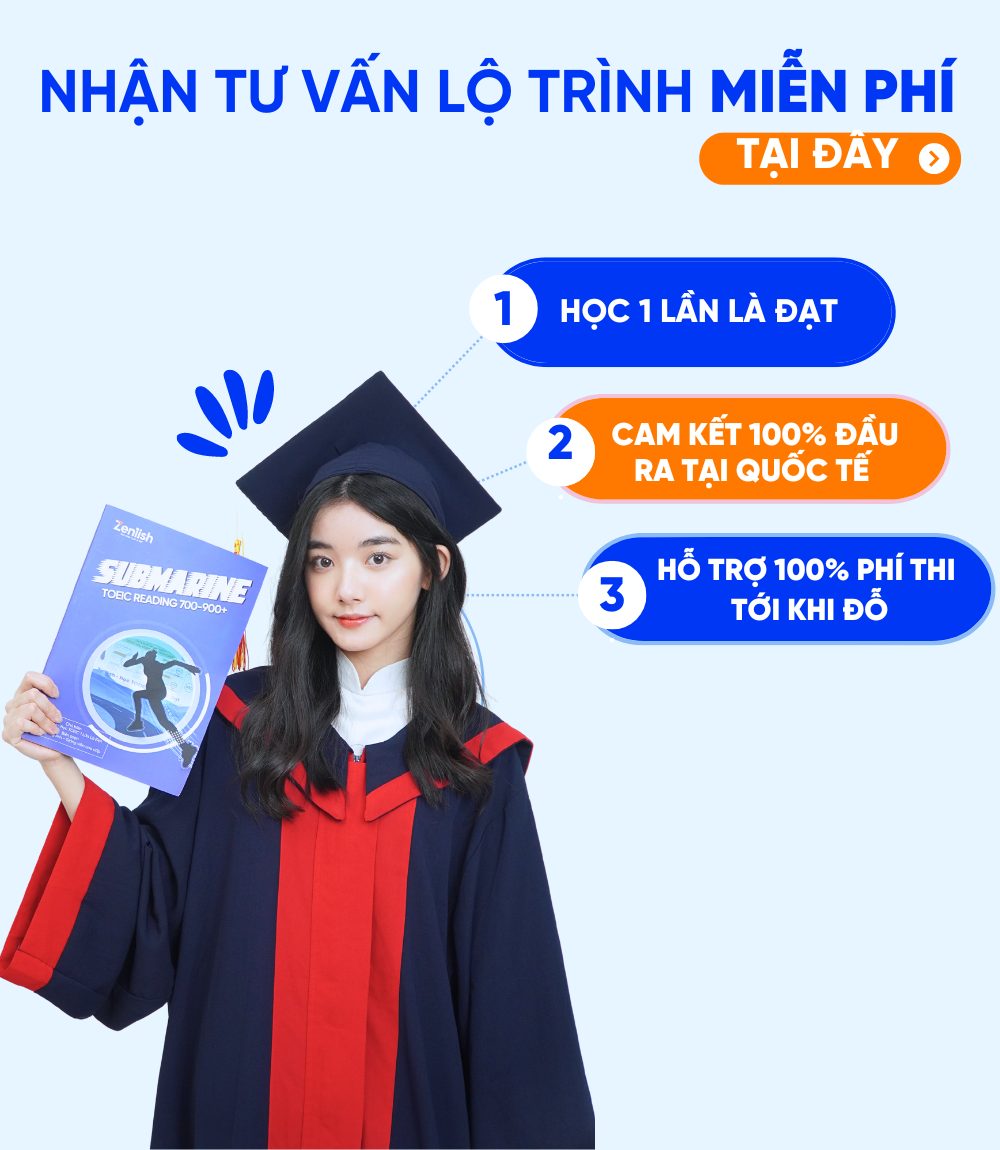 NHẬN TƯ VẤN LỘ TRÌNH MIỄN PHÍ
TẠI ĐÂY
1
HỌC 1 LẦN LÀ ĐẠT
2
CAM KẾT 100% ĐẦU
RA TẠI QUỐC TẾ
3
HỖ TRỢ 100% PHÍ THI
TỚI KHI ĐỖ
Zenlish
SUBMARINE
TOEIC READING 700-900+